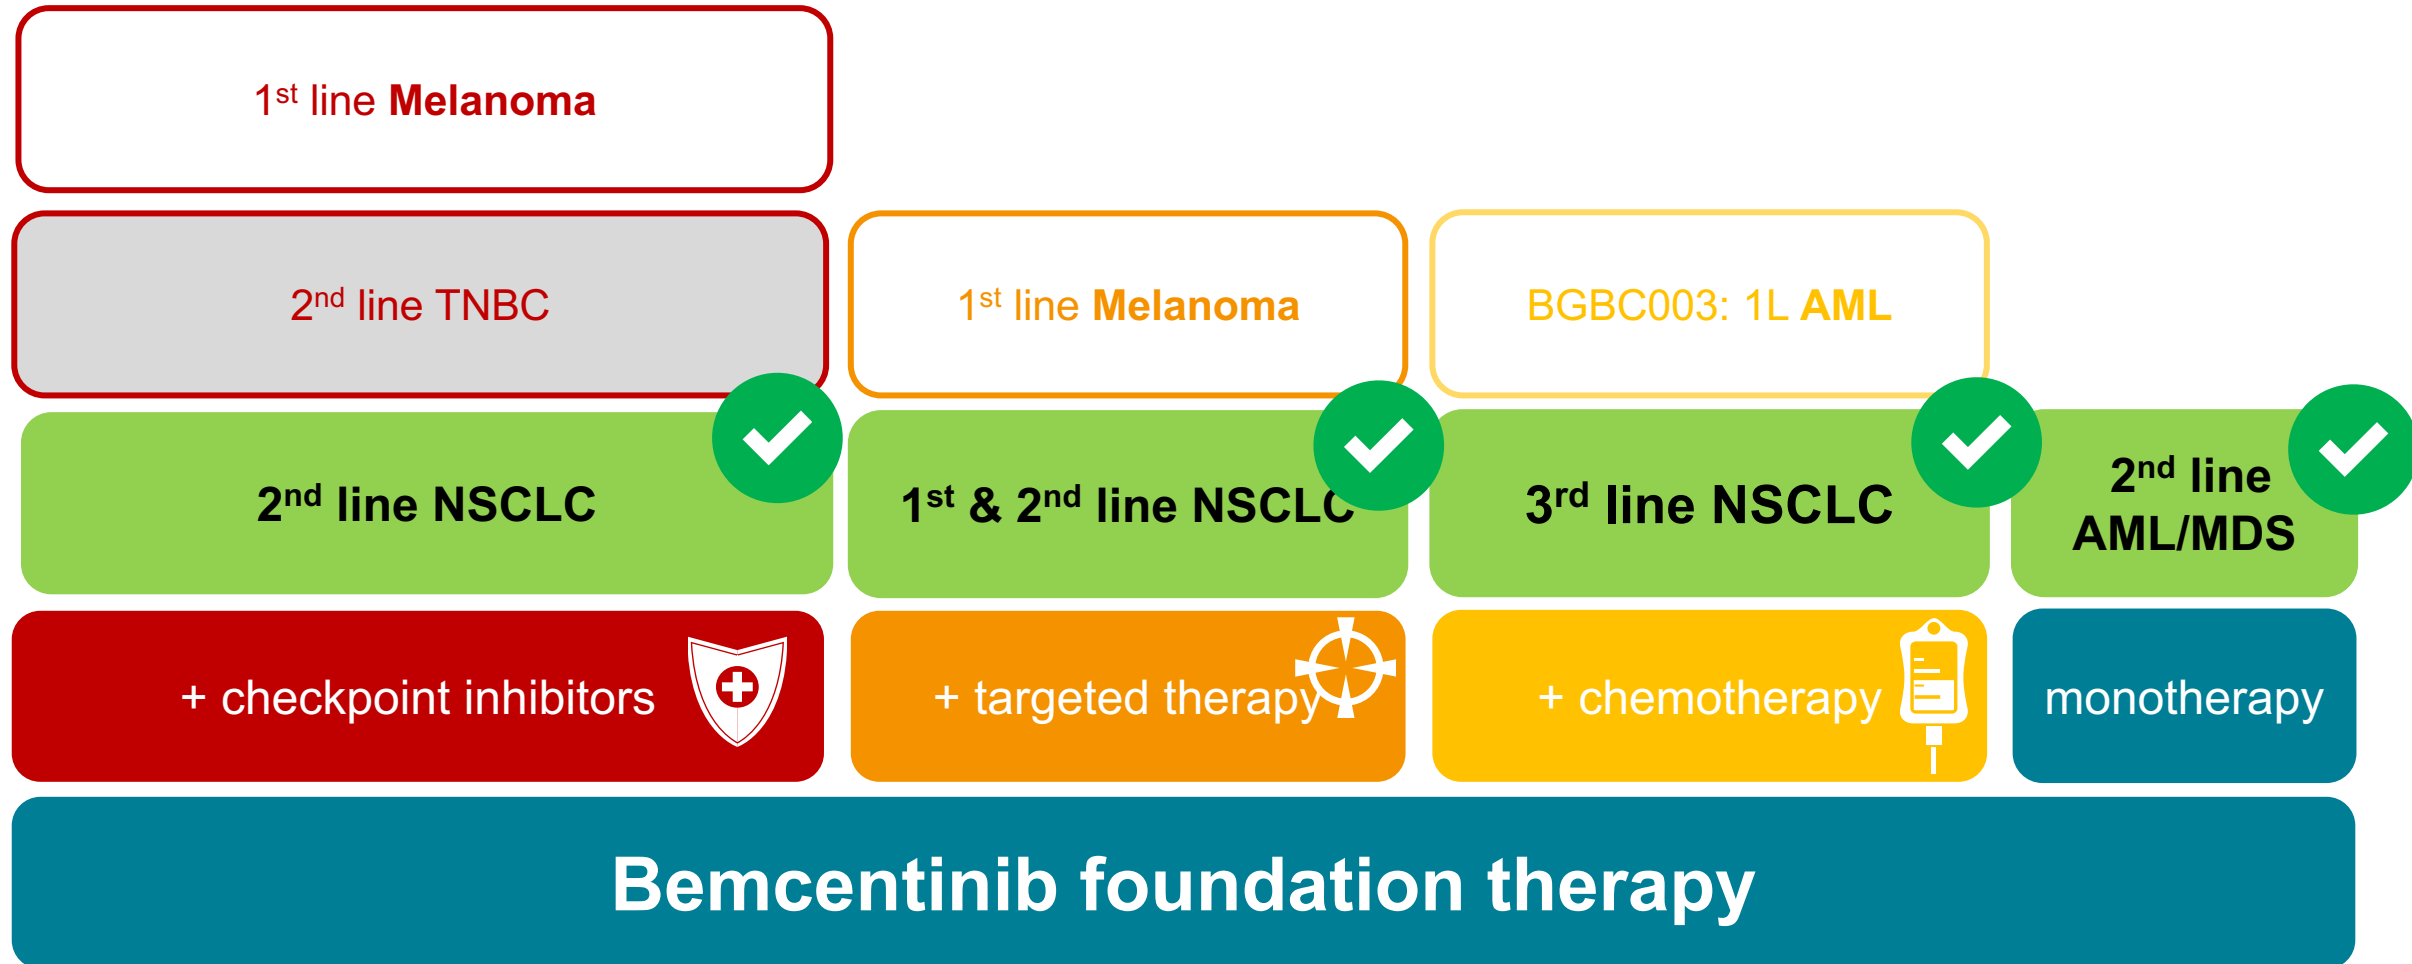 1st line Melanoma
2nd line TNBC
1st line Melanoma
BGBC003: 1L AML
2nd line NSCLC
1st & 2nd line NSCLC
3rd line NSCLC
2nd line
AML/MDS
+ checkpoint inhibitors
+ targeted therapy
+ chemotherapy
monotherapy
Bemcentinib foundation therapy